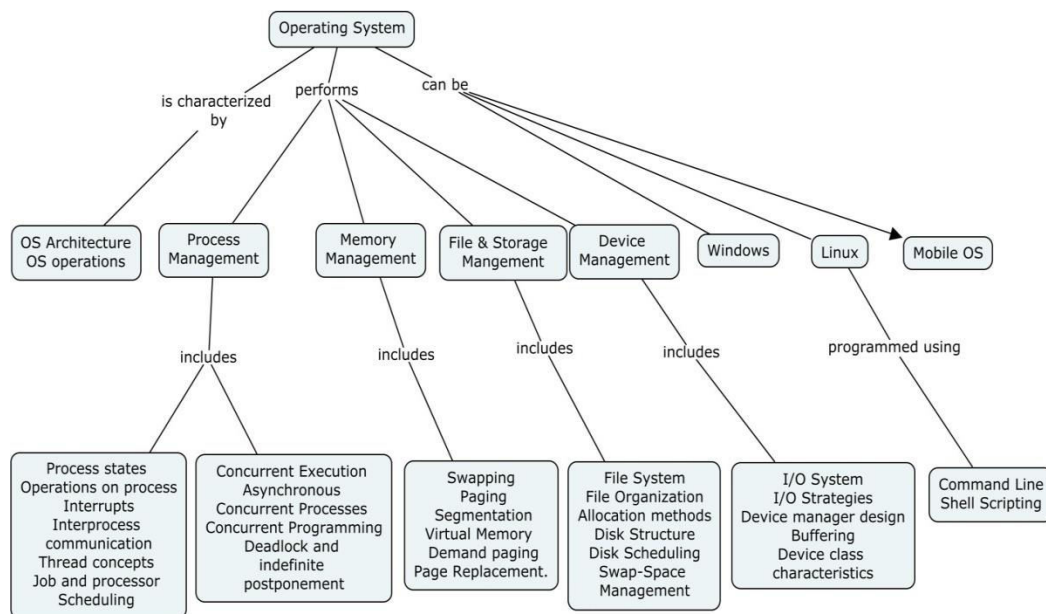 Operating System
is characterized
by
performs
can be
OS Architecture
OS operations
Process
Management
Memory
Management
File & Storage
Mangement
Device
Management
Windows
Linux
Mobile OS
includes
includes
includes
includes
programmed using
Process states
Operations on process
Interrupts
Interprocess
communication
Thread concepts
Job and processor
Scheduling
Concurrent Execution
Asynchronous
Concurrent Processes
Concurrent Programming
Deadlock and
indefinite
postponement
Swapping
Paging
Segmentation
Virtual Memory
Demand paging
Page Replacement.
File System
File Organization
Allocation methods
Disk Structure
Disk Scheduling
Swap-Space
Management
I/O System
I/O Strategies
Device manager design
Buffering
Device class
characteristics
Command Line
Shell Scripting